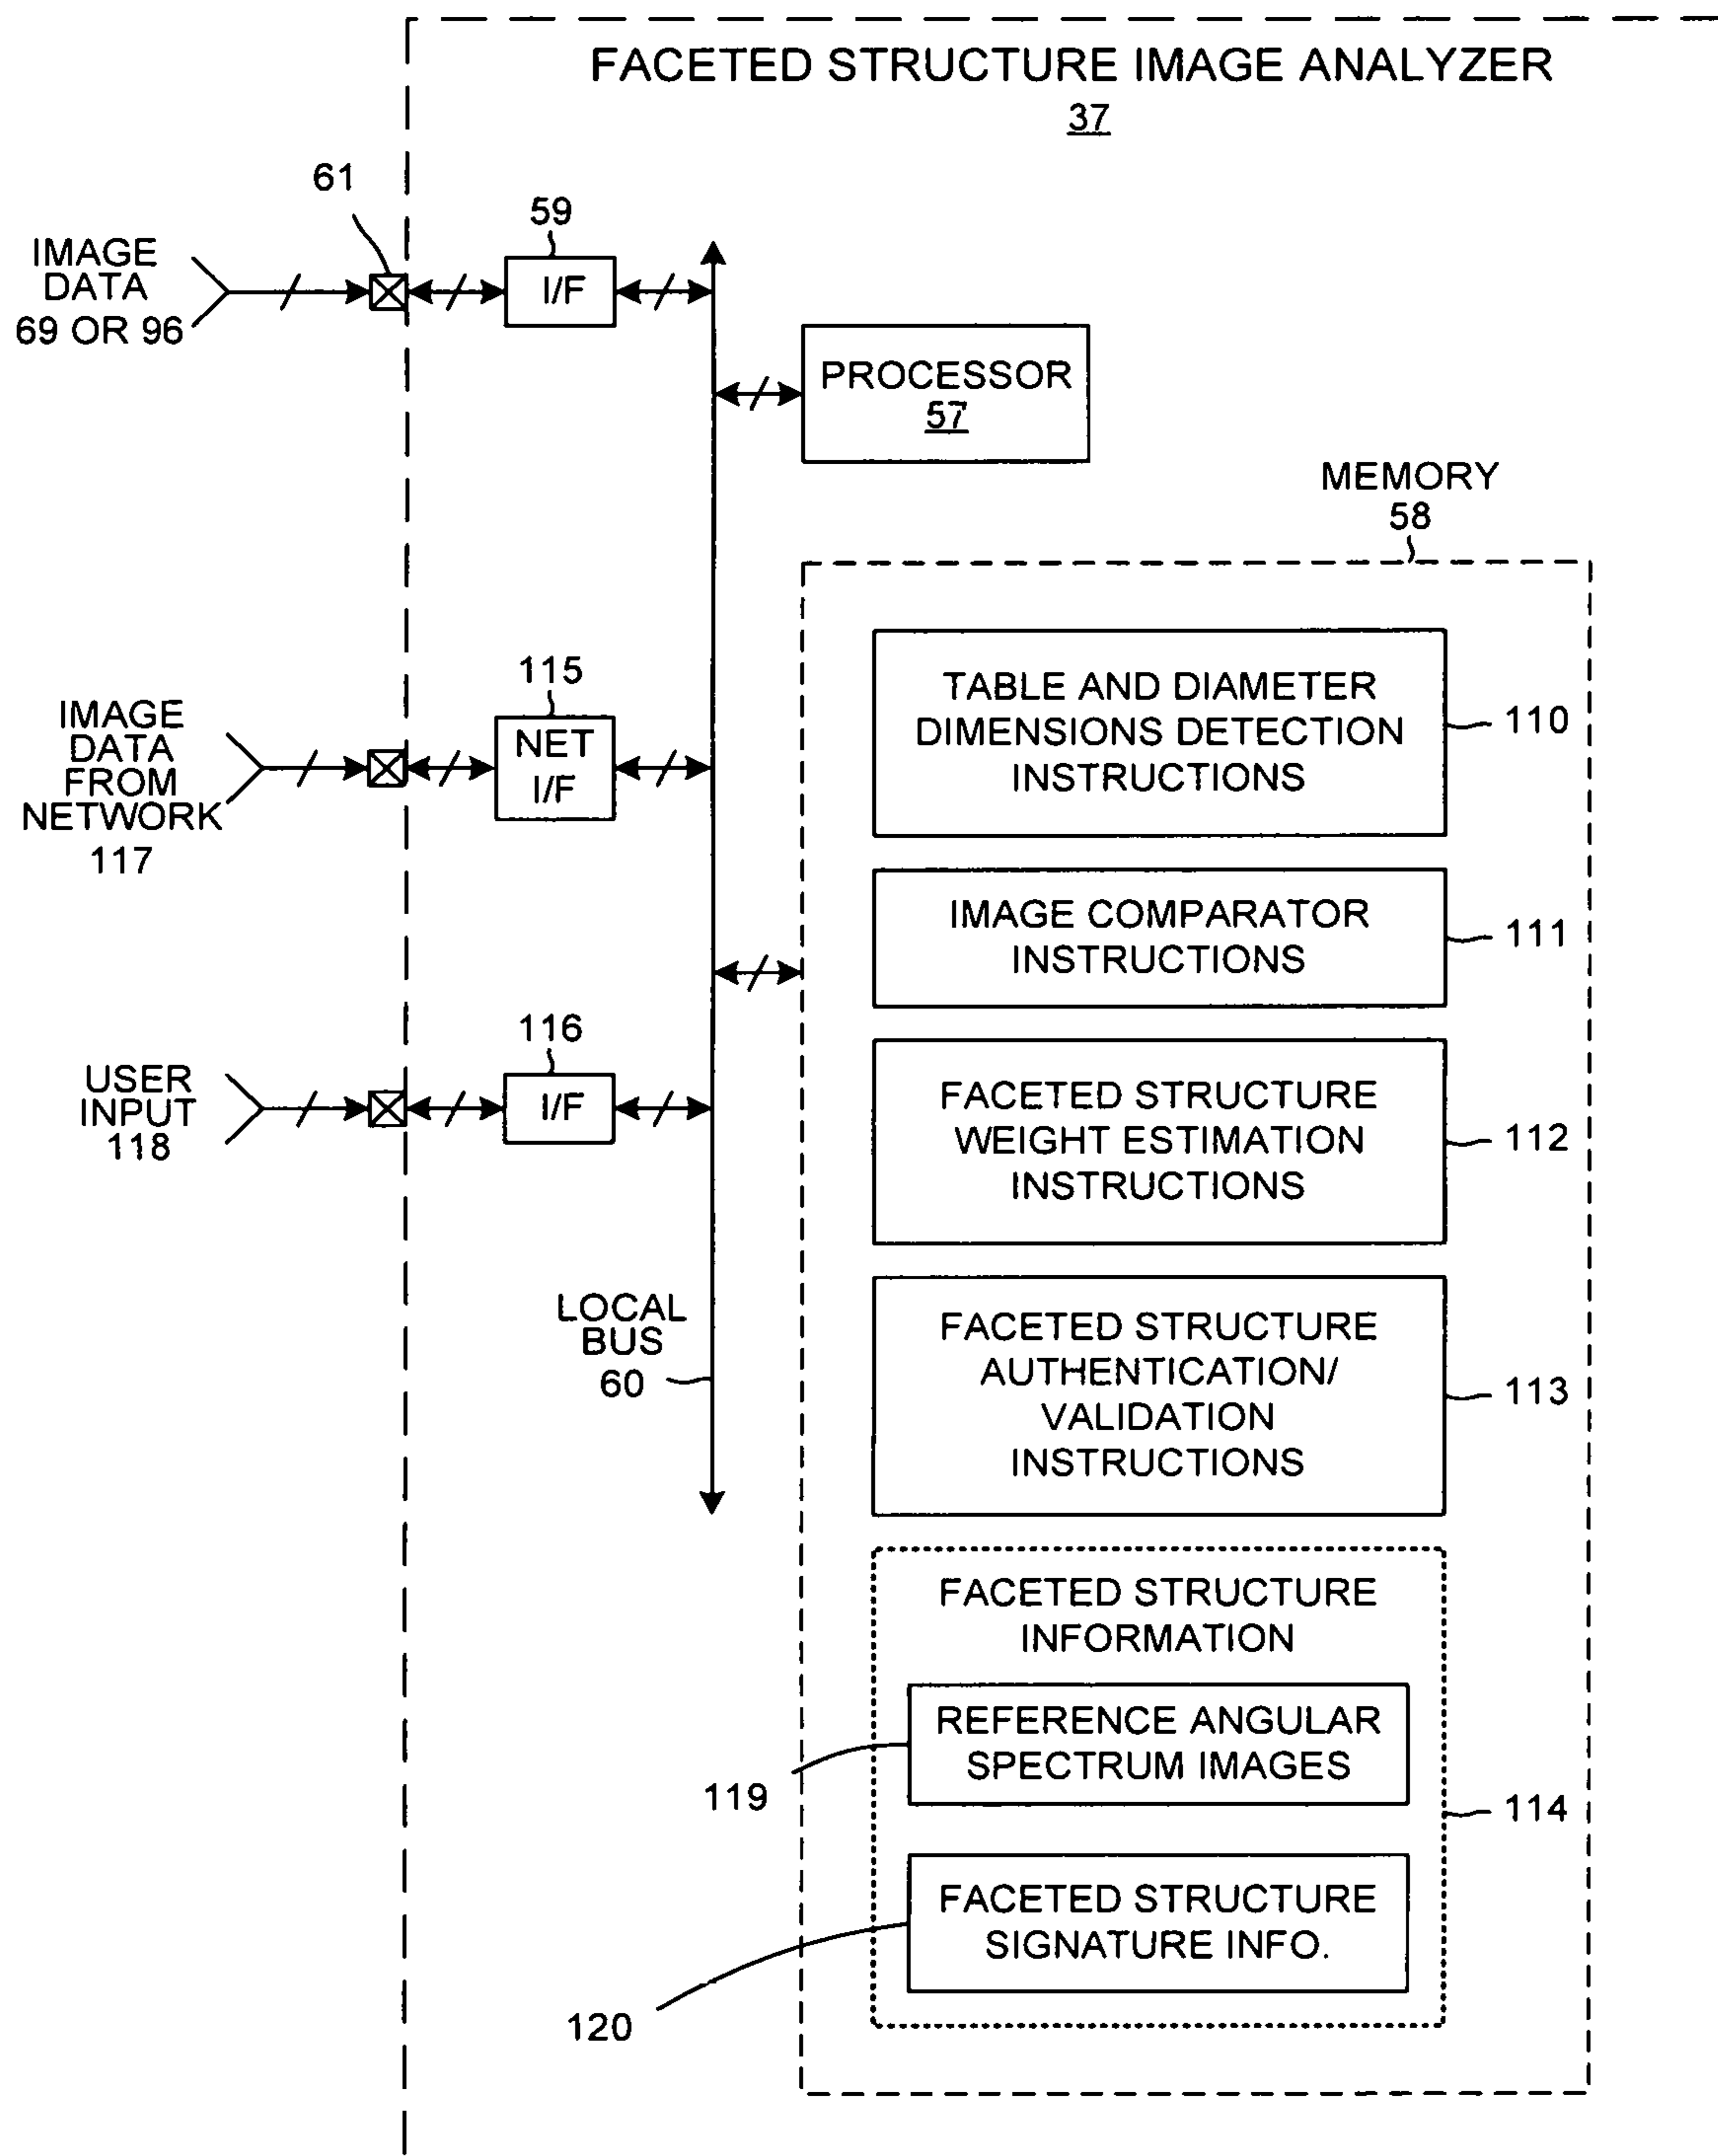 FACETED STRUCTURE IMAGE ANALYZER
37
61
59
IMAGE
DATA
69 OR 96
I/F
PROCESSOR
57
MEMORY
58
115
IMAGE
DATA
FROM
NETWORK
117
NET
I/F
TABLE AND DIAMETER
DIMENSIONS DETECTION
INSTRUCTIONS
110
IMAGE COMPARATOR
INSTRUCTIONS
111
116
USER
INPUT
118
I/F
FACETED STRUCTURE
WEIGHT ESTIMATION
INSTRUCTIONS
112
LOCAL
BUS
60
FACETED STRUCTURE
AUTHENTICATION/
VALIDATION
INSTRUCTIONS
113
FACETED STRUCTURE
INFORMATION
REFERENCE ANGULAR
SPECTRUM IMAGES
119
114
FACETED STRUCTURE
SIGNATURE INFO.
120